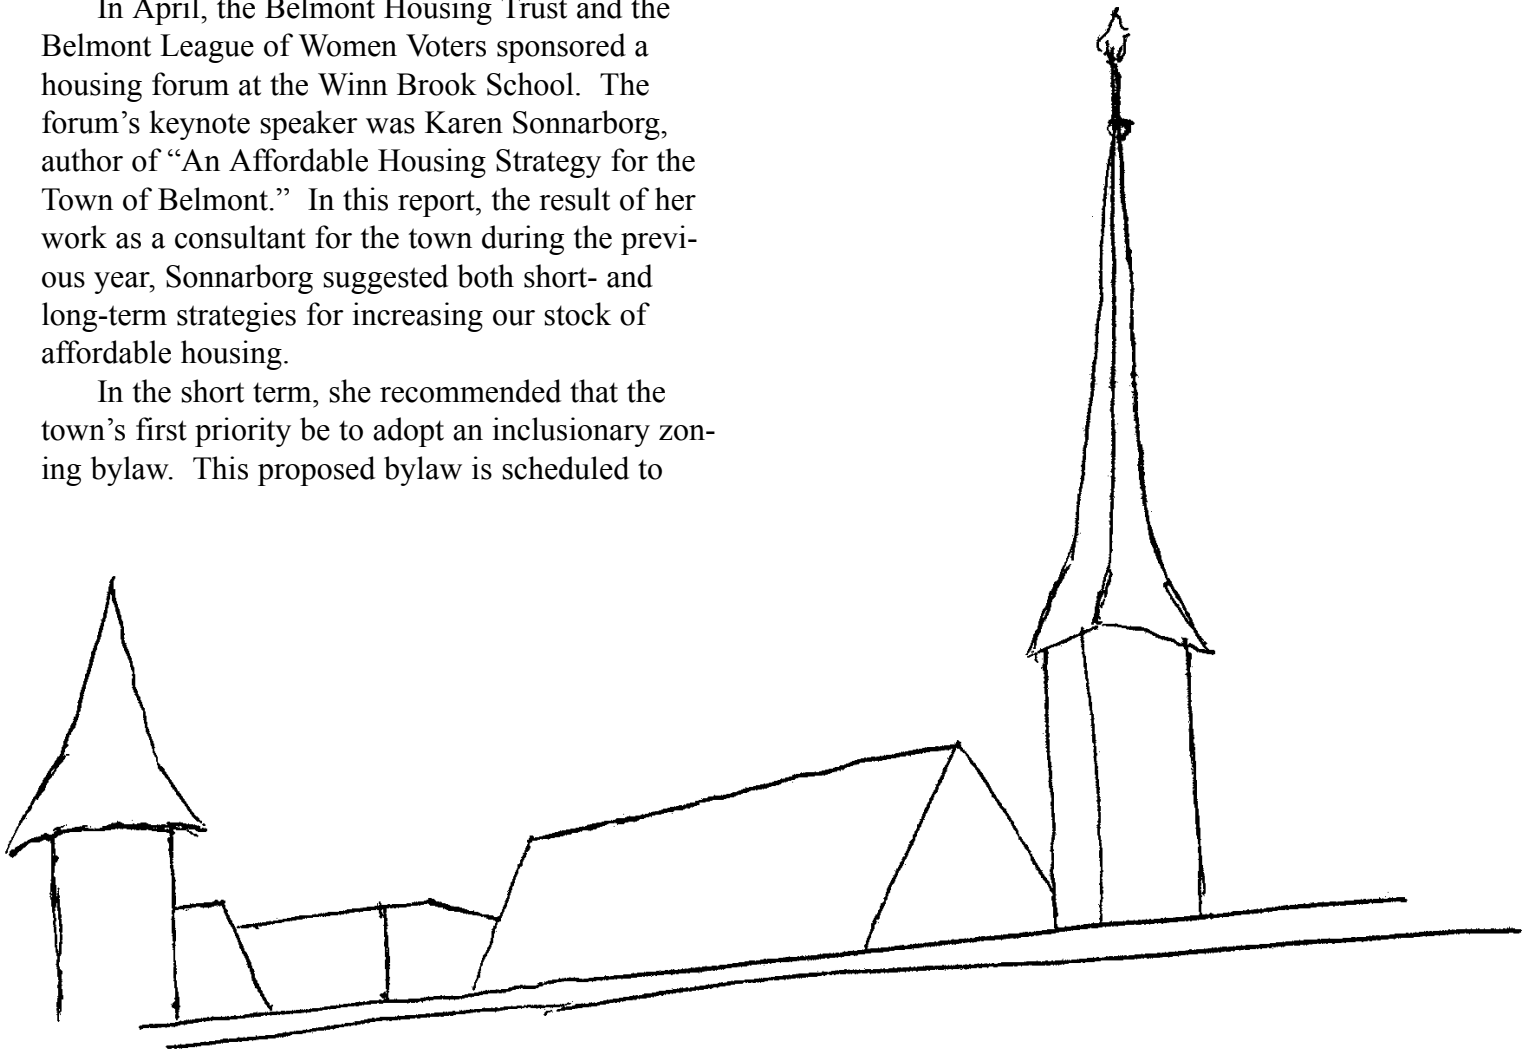 In April, the Belmont Housing Trust and the
Belmont League of Women Voters sponsored a
housing forum at the Winn Brook School.  The
forum’s keynote speaker was Karen Sonnarborg,
author of “An Affordable Housing Strategy for the
Town of Belmont.”  In this report, the result of her
work as a consultant for the town during the previ-
ous year, Sonnarborg suggested both short- and
long-term strategies for increasing our stock of
affordable housing.
In the short term, she recommended that the
town’s first priority be to adopt an inclusionary zon-
ing bylaw.  This proposed bylaw is scheduled to